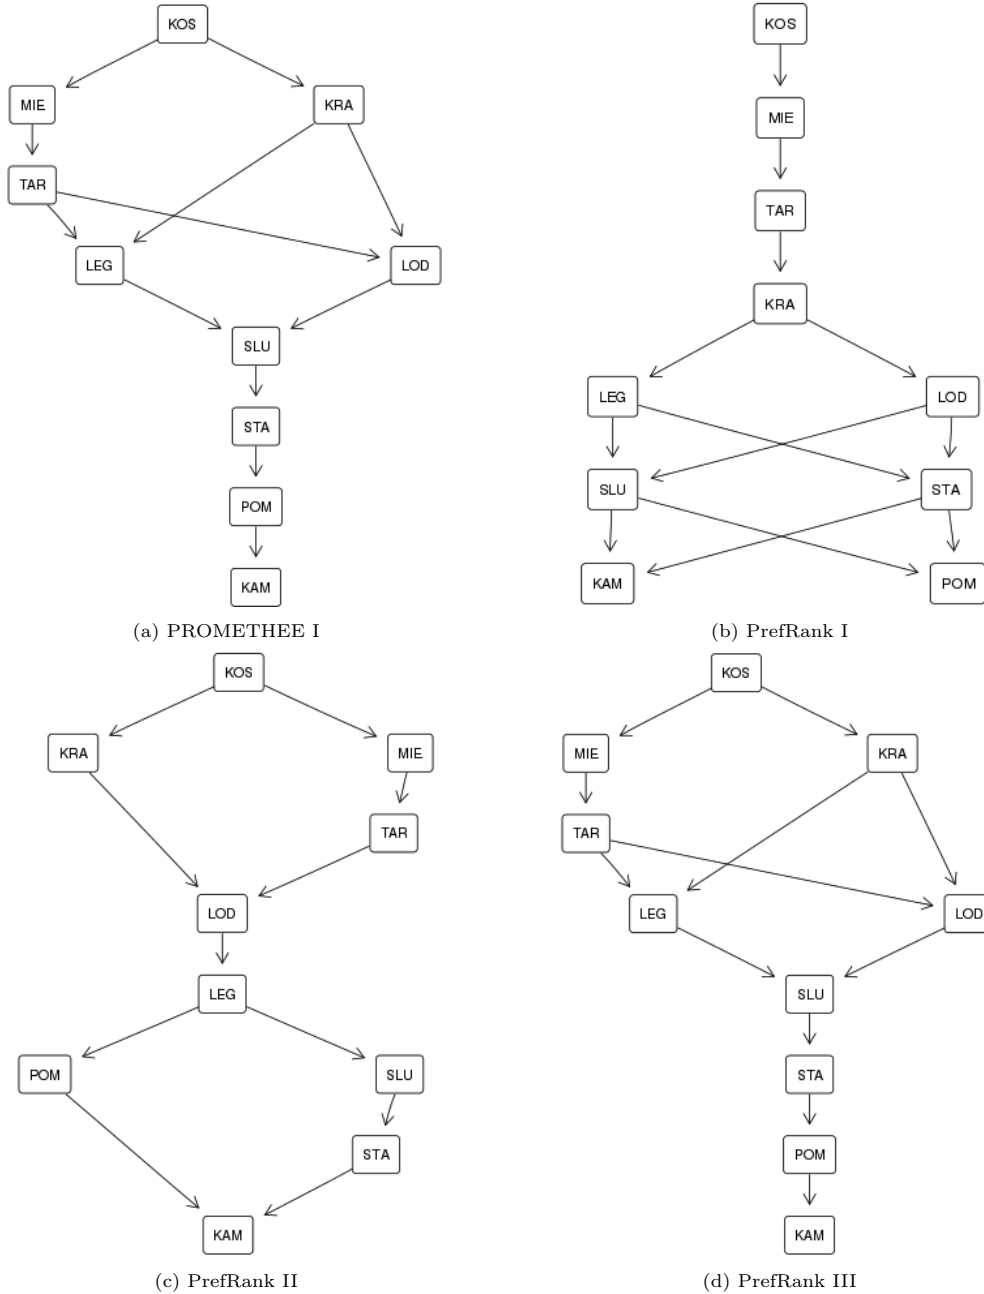 KOS
MIE
KRA
TAR
LEG
LOD
SLU
STA
POM
KAM
(a) PROMETHEE I
KOS
MIE
TAR
KRA
LEG
LOD
SLU
STA
KAM
POM
(b) PrefRank I
KOS
KRA
MIE
TAR
LOD
LEG
POM
SLU
STA
KAM
(c) PrefRank II
KOS
MIE
KRA
TAR
LEG
LOD
SLU
STA
POM
KAM
(d) PrefRank III